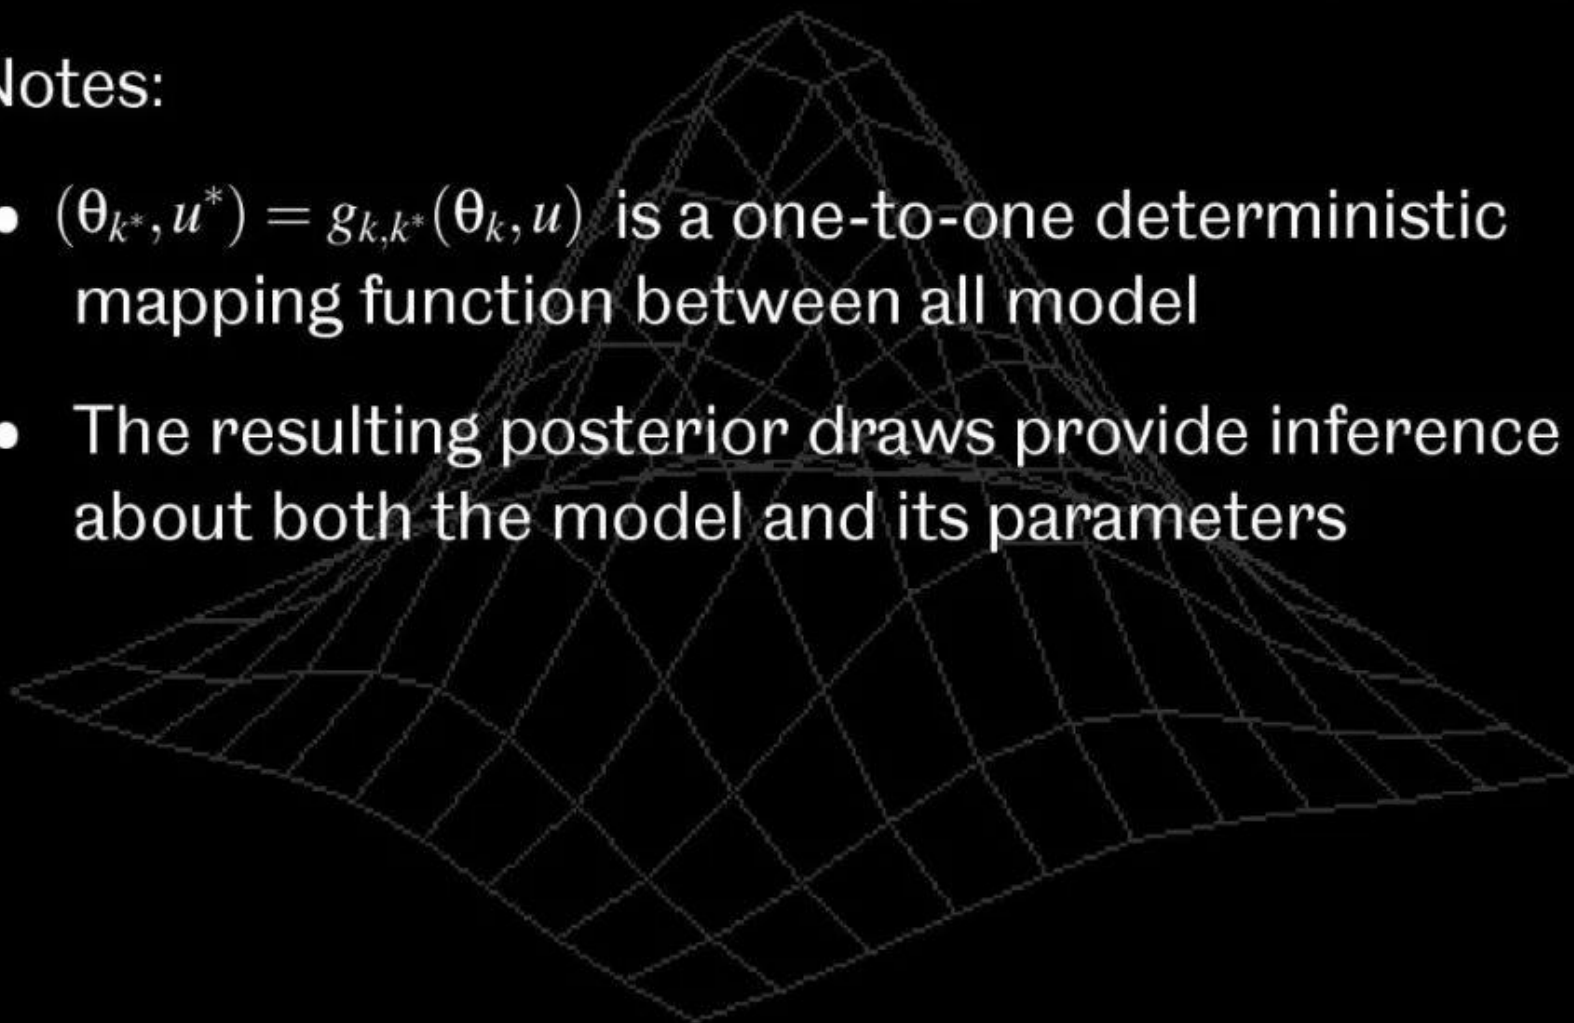 Notes:
• (θ_{k*}, u*) = g_{k,k*}(θ_k, u) is a one-to-one deterministic
mapping function between all model
• The resulting posterior draws provide inference
about both the model and its parameters